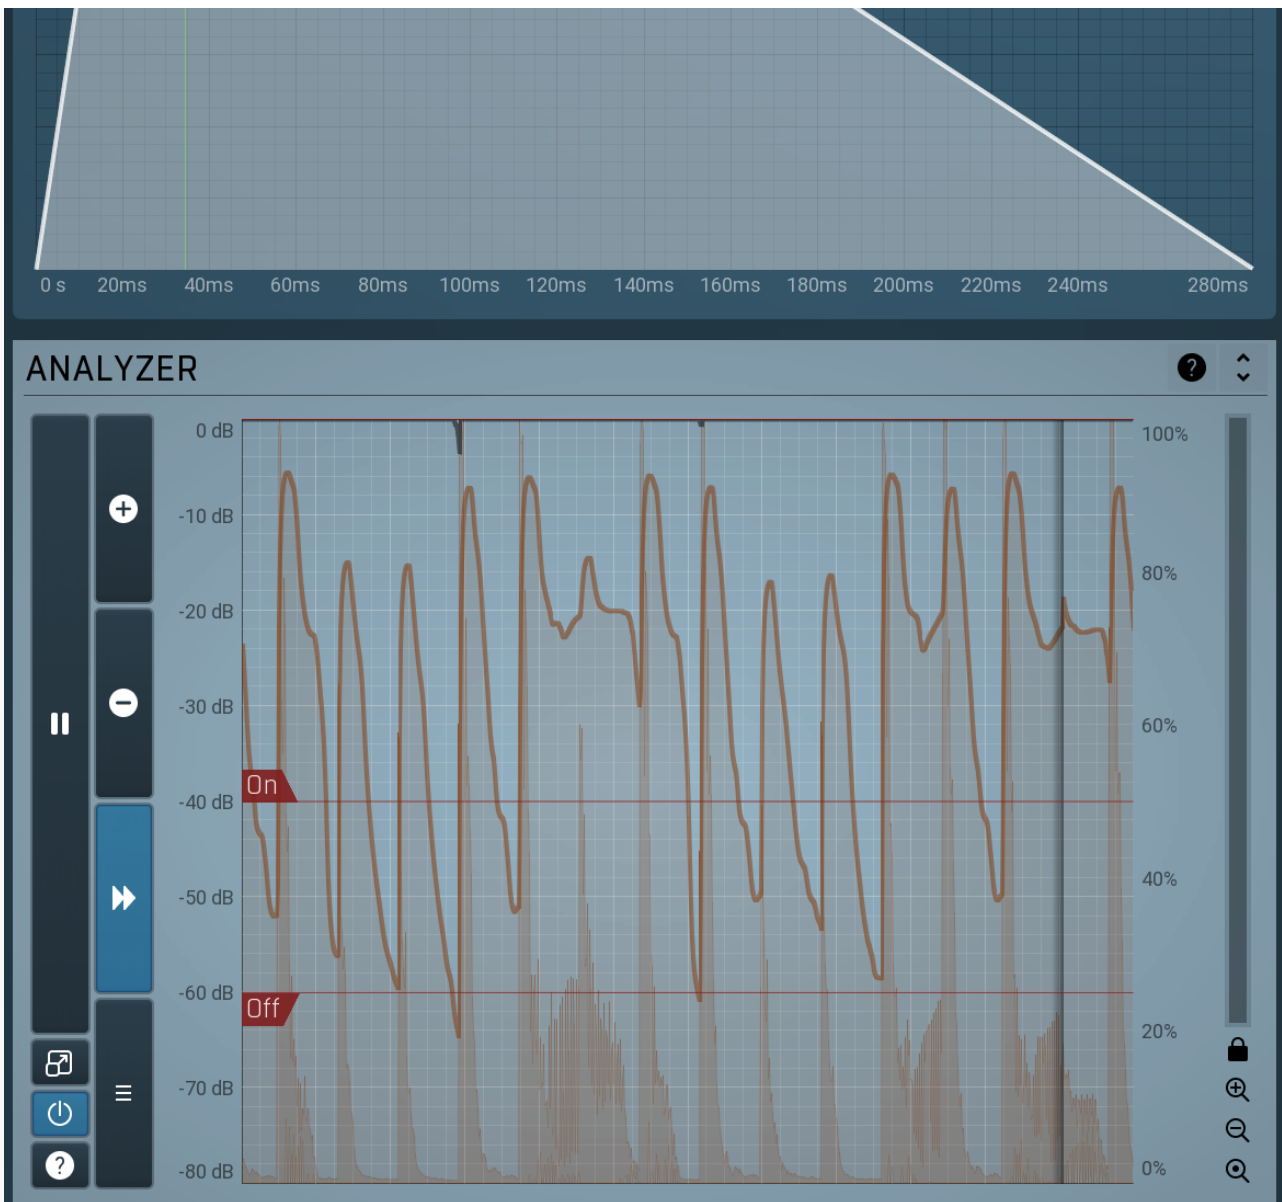 0 s 20ms 40ms 60ms 80ms 100ms 120ms 140ms 160ms 180ms 200ms 220ms 240ms 280ms
ANALYZER
0 dB
-10 dB
-20 dB
-30 dB
-40 dB
-50 dB
-60 dB
-70 dB
-80 dB
On
Off
100%
80%
60%
40%
20%
0%